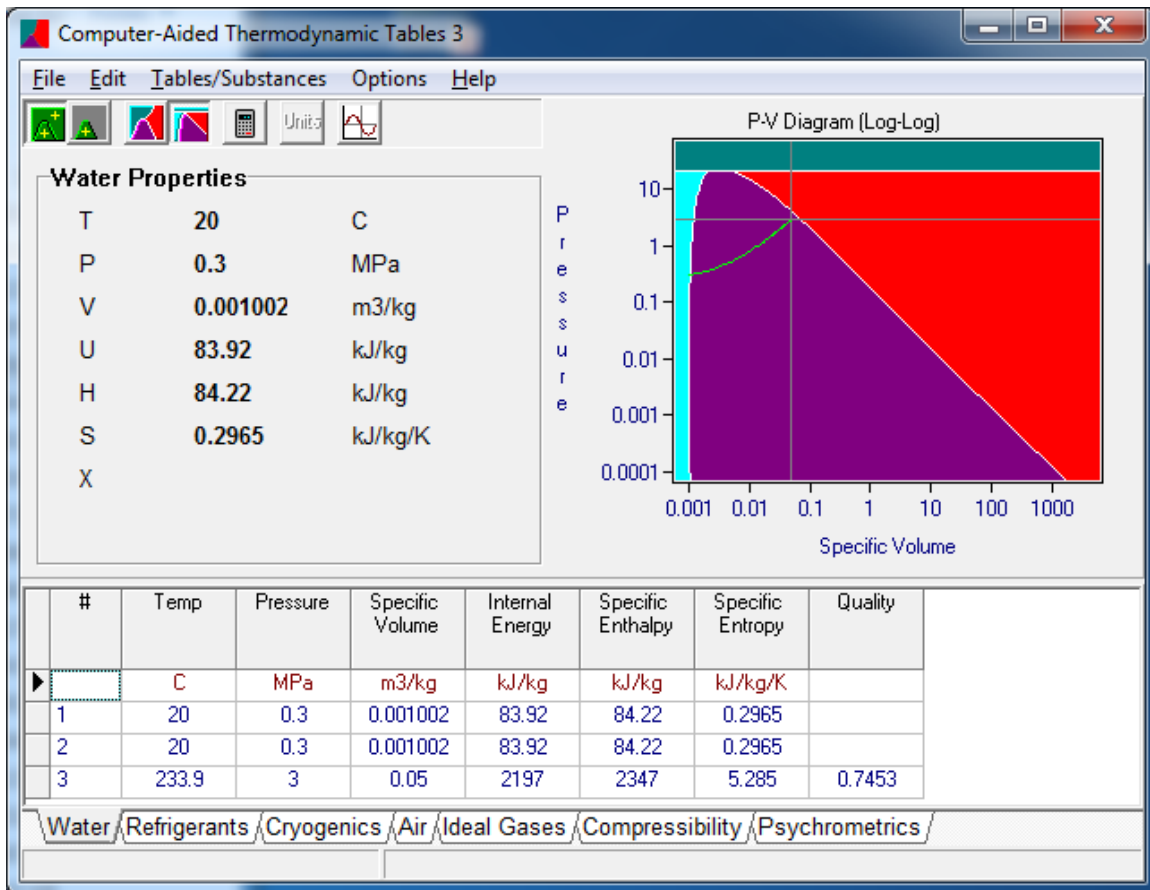 Computer-Aided Thermodynamic Tables 3
File Edit Tables/Substances Options Help
Units
P-V Diagram (Log-Log)
Water Properties
T 20 C
P 0.3 MPa
V 0.001002 m3/kg
U 83.92 kJ/kg
H 84.22 kJ/kg
S 0.2965 kJ/kg/K
X
Pressure
10
1
0.1
0.01
0.001
0.0001
0.001 0.01 0.1 1 10 100 1000
Specific Volume
# Temp Pressure Specific Internal Specific Specific Quality
Volume Energy Enthalpy Entropy
C MPa m3/kg kJ/kg kJ/kg kJ/kg/K
1 20 0.3 0.001002 83.92 84.22 0.2965
2 20 0.3 0.001002 83.92 84.22 0.2965
3 233.9 3 0.05 2197 2347 5.285 0.7453
Water Refrigerants Cryogenics Air Ideal Gases Compressibility Psychrometrics